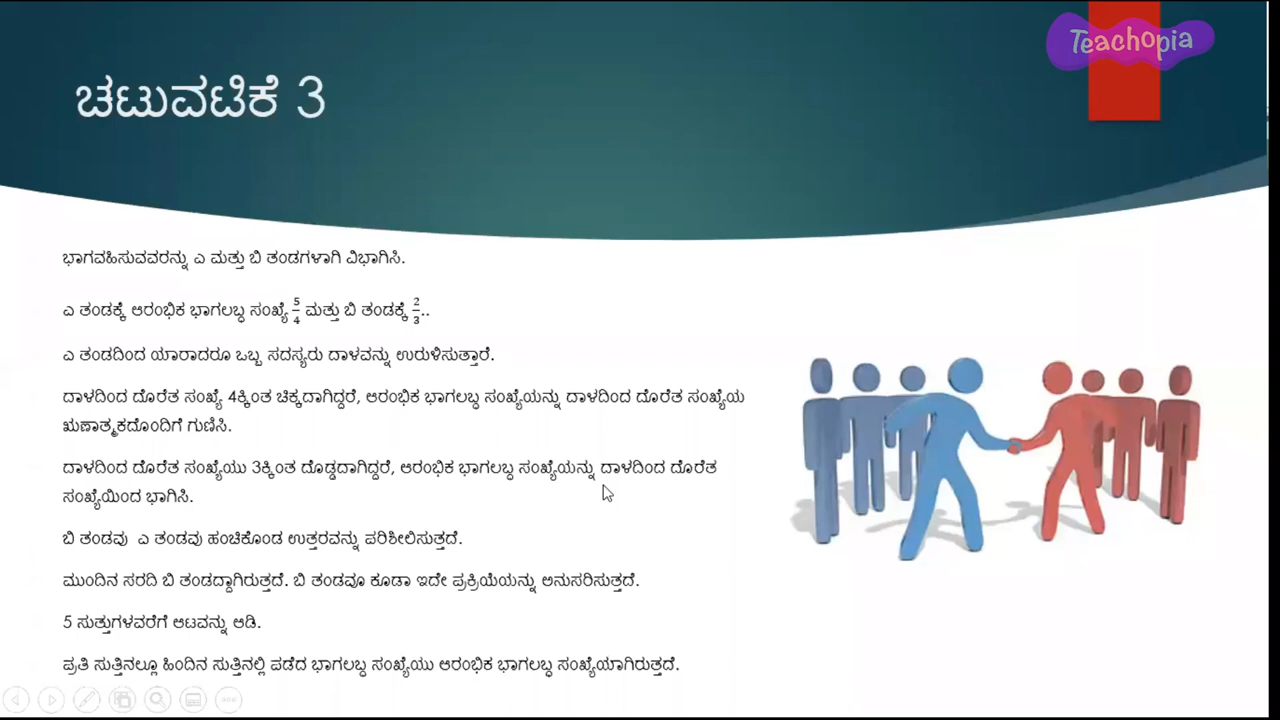 Teachopia
ಚಟುವಟಿಕೆ 3
ಭಾಗವಹಿಸುವವರನ್ನು ಎ ಮತ್ತು ಬಿ ತಂಡಗಳಾಗಿ ವಿಭಾಗಿಸಿ.
ಎ ತಂಡಕ್ಕೆ ಆರಂಭಿಕ ಭಾಗಲಬ್ಧ ಸಂಖ್ಯೆ 5/4 ಮತ್ತು ಬಿ ತಂಡಕ್ಕೆ 2/3..
ಎ ತಂಡದಿಂದ ಯಾರಾದರೂ ಒಬ್ಬ ಸದಸ್ಯರು ದಾಳವನ್ನು ಉರುಳಿಸುತ್ತಾರೆ.
ದಾಳದಿಂದ ದೊರೆತ ಸಂಖ್ಯೆ 4ಕ್ಕಿಂತ ಚಿಕ್ಕದಾಗಿದ್ದರೆ, ಆರಂಭಿಕ ಭಾಗಲಬ್ಧ ಸಂಖ್ಯೆಯನ್ನು ದಾಳದಿಂದ ದೊರೆತ ಸಂಖ್ಯೆಯ
ಋಣಾತ್ಮಕದೊಂದಿಗೆ ಗುಣಿಸಿ.
ದಾಳದಿಂದ ದೊರೆತ ಸಂಖ್ಯೆಯು 3ಕ್ಕಿಂತ ದೊಡ್ಡದಾಗಿದ್ದರೆ, ಆರಂಭಿಕ ಭಾಗಲಬ್ಧ ಸಂಖ್ಯೆಯನ್ನು ದಾಳದಿಂದ ದೊರೆತ
ಸಂಖ್ಯೆಯಿಂದ ಭಾಗಿಸಿ.
ಬಿ ತಂಡವು ಎ ತಂಡವು ಹಂಚಿಕೊಂಡ ಉತ್ತರವನ್ನು ಪರಿಶೀಲಿಸುತ್ತದೆ.
ಮುಂದಿನ ಸರದಿ ಬಿ ತಂಡದ್ದಾಗಿರುತ್ತದೆ. ಬಿ ತಂಡವೂ ಕೂಡಾ ಇದೇ ಪ್ರಕ್ರಿಯೆಯನ್ನು ಅನುಸರಿಸುತ್ತದೆ.
5 ಸುತ್ತುಗಳವರೆಗೆ ಆಟವನ್ನು ಆಡಿ.
ಪ್ರತಿ ಸುತ್ತಿನಲ್ಲೂ ಹಿಂದಿನ ಸುತ್ತಿನಲ್ಲಿ ಪಡೆದ ಭಾಗಲಬ್ಧ ಸಂಖ್ಯೆಯು ಆರಂಭಿಕ ಭಾಗಲಬ್ಧ ಸಂಖ್ಯೆಯಾಗಿರುತ್ತದೆ.